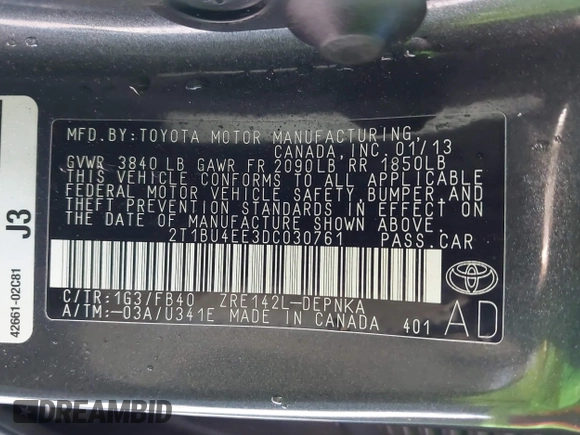 MFD.BY:TOYOTA MOTOR MANUFACTURING,
CANADA,INC. 01/13
GVWR 3840 LB GAWR FR 2090LB RR 1850LB
THIS VEHICLE CONFORMS TO ALL APPLICABLE
FEDERAL MOTOR VEHICLE SAFETY,BUMPER,AND
THEFT PREVENTION STANDARDS IN EFFECT ON
THE DATE OF MANUFACTURE SHOWN ABOVE.
2T1BU4EE3DC030761 PASS.CAR
C/TR:1G3/FB40 ZRE142L-DEPNKA
A/TM:-03A/U341E MADE IN CANADA 401
AD
J3
42661-02C81
DREAMBID